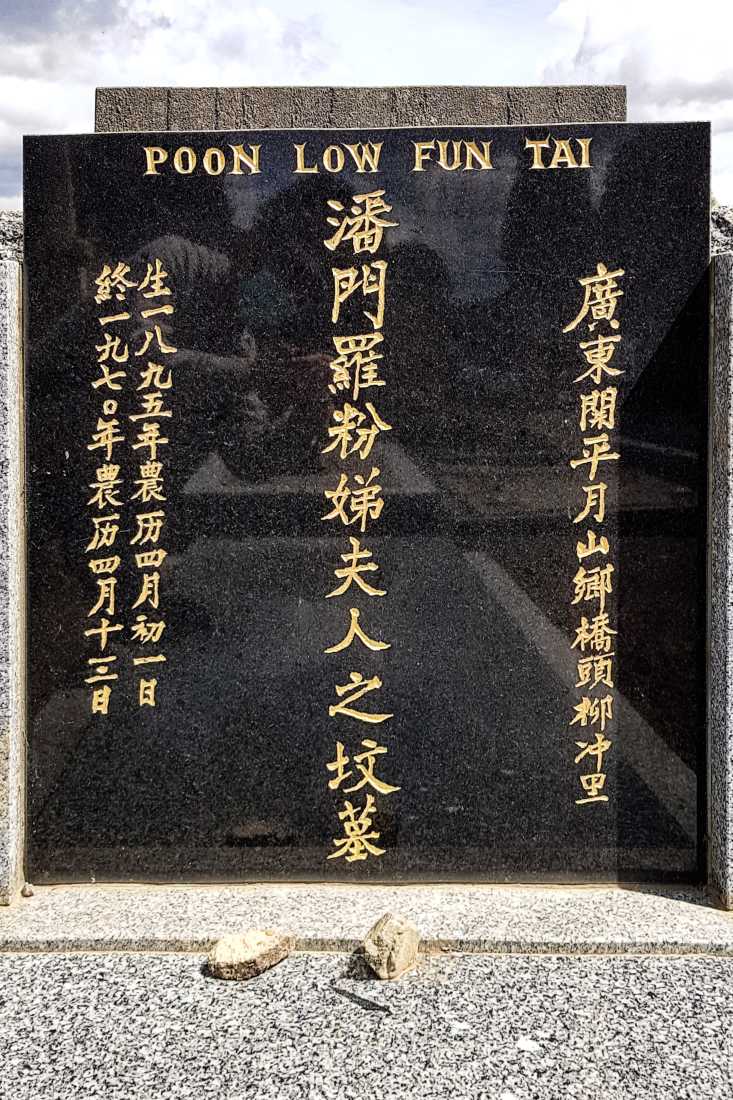 POON LOW FUN TAI
廣東開平月山鄉橋頭柳冲里
潘門羅粉娣夫人之坟墓
生一八九五年農历四月初一日
終一九七〇年農历四月十三日